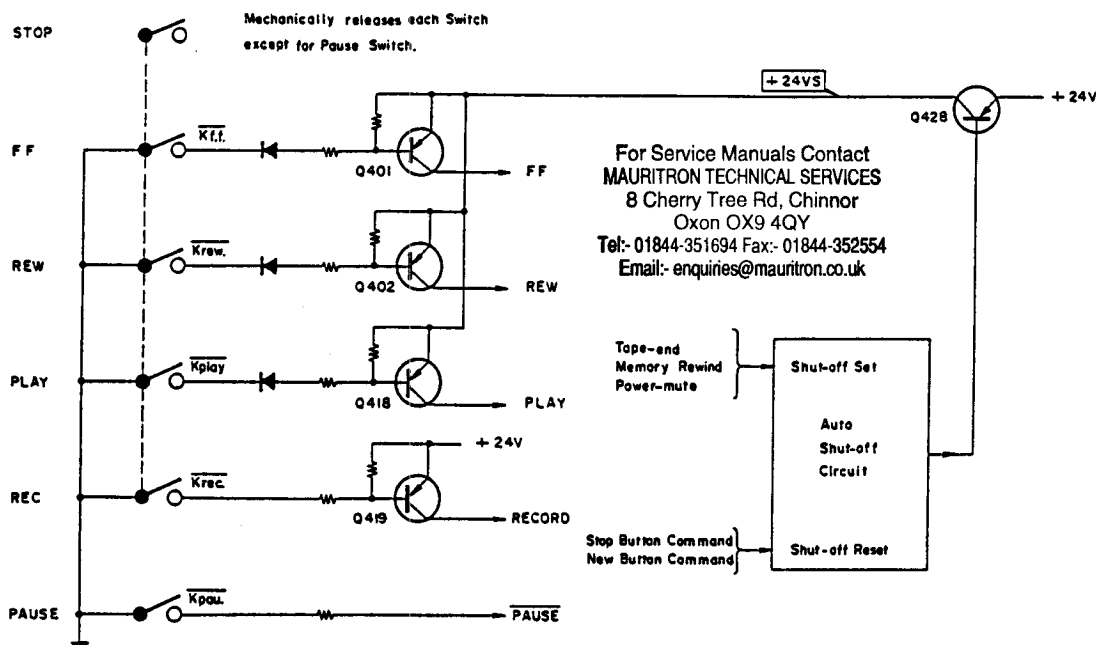 STOP
Mechanically releases each Switch
except for Pause Switch.
+24VS
+24V
Q428
FF
Kf.f.
Q401
FF
For Service Manuals Contact
MAURITRON TECHNICAL SERVICES
8 Cherry Tree Rd, Chinnor
Oxon OX9 4QY
Tel:- 01844-351694 Fax:- 01844-352554
Email:- enquiries@mauritron.co.uk
REW
Krew.
Q402
REW
PLAY
Kplay
Q418
PLAY
Tape-end
Memory Rewind
Power-mute
Shut-off Set
Auto
Shut-off
Circuit
+24V
REC
Krec.
Q419
RECORD
Stop Button Command
New Button Command
Shut-off Reset
PAUSE
Kpau.
PAUSE